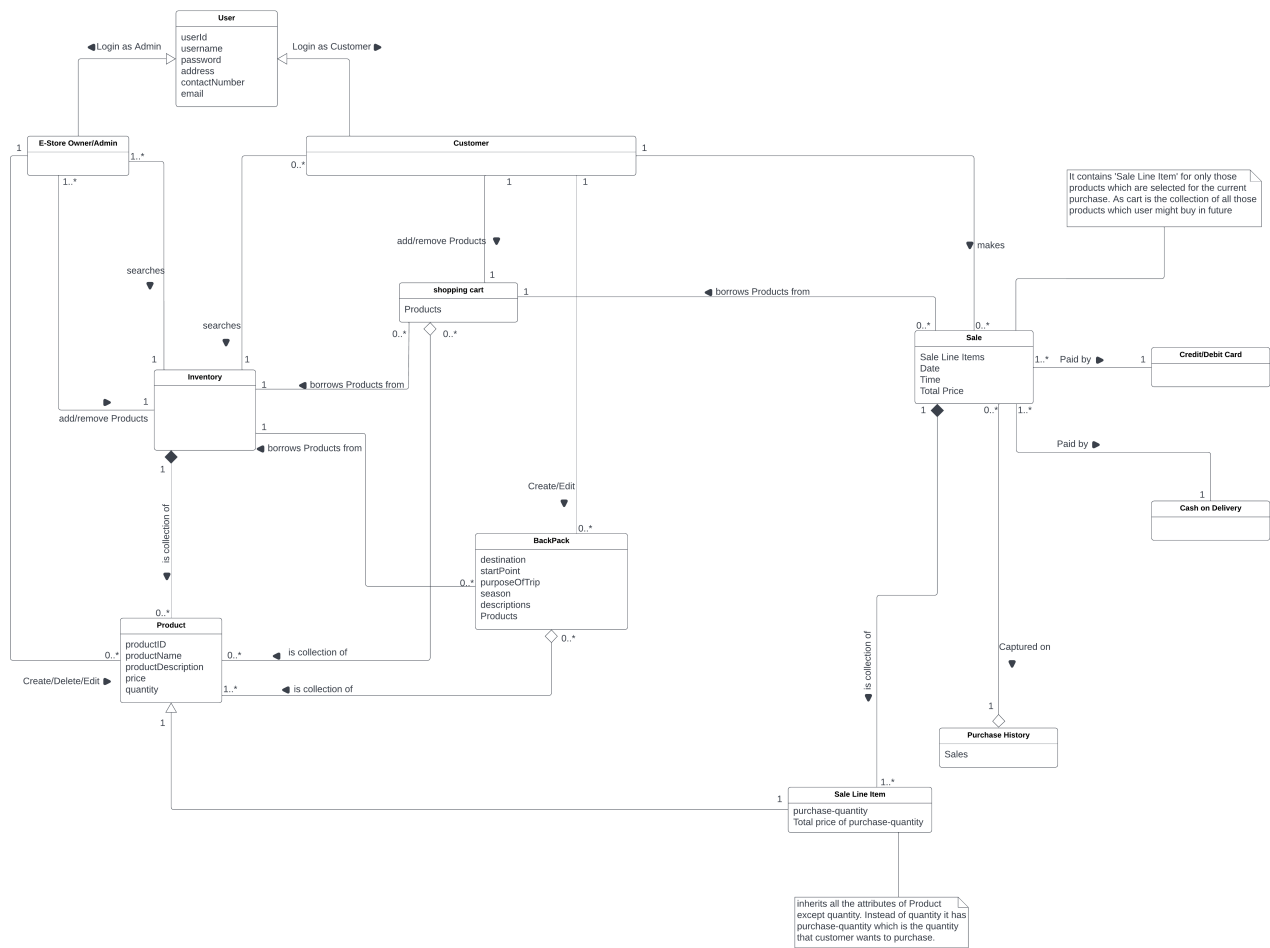 User
userId
username
password
address
contactNumber
email
Login as Admin
Login as Customer
E-Store Owner/Admin
1
1..*
1..*
Customer
0..*
1
1
1
It contains 'Sale Line Item' for only those
products which are selected for the current
purchase. As cart is the collection of all those
products which user might buy in future
add/remove Products
makes
searches
1
shopping cart
Products
1
borrows Products from
0..*
0..*
searches
0..*
0..*
Sale
Sale Line Items
Date
Time
Total Price
1..*
Paid by
1
Credit/Debit Card
1
1
Inventory
1
borrows Products from
1
add/remove Products
1
borrows Products from
1
0..*
1..*
Paid by
1
Cash on Delivery
1
is collection of
Create/Edit
0..*
BackPack
destination
startPoint
purposeOfTrip
season
descriptions
Products
0..*
0..*
0..*
Product
productID
productName
productDescription
price
quantity
0..*
0..*
is collection of
Create/Delete/Edit
1..*
is collection of
1
is collection of
Captured on
1
Purchase History
Sales
1..*
1
Sale Line Item
purchase-quantity
Total price of purchase-quantity
inherits all the attributes of Product
except quantity. Instead of quantity it has
purchase-quantity which is the quantity
that customer wants to purchase.